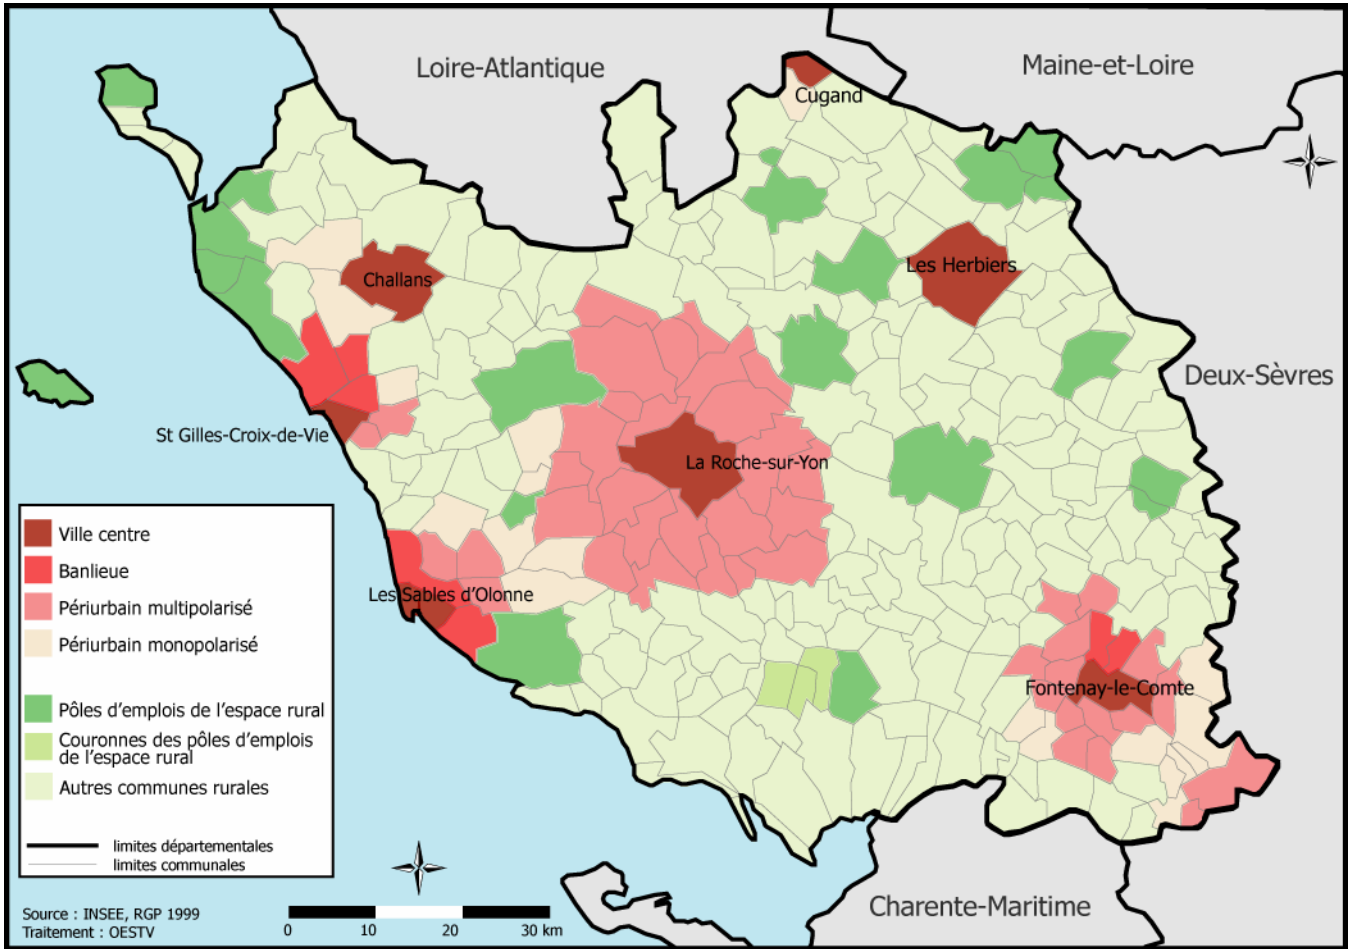 Loire-Atlantique
Maine-et-Loire
Cugand
Challans
Les Herbiers
Deux-Sèvres
St Gilles-Croix-de-Vie
La Roche-sur-Yon
Les Sables d'Olonne
Fontenay-le-Comte
Ville centre
Banlieue
Périurbain multipolarisé
Périurbain monopolarisé
Pôles d'emplois de l'espace rural
Couronnes des pôles d'emplois
de l'espace rural
Autres communes rurales
limites départementales
limites communales
Source : INSEE, RGP 1999
Traitement : OESTV
0 10 20 30 km
Charente-Maritime